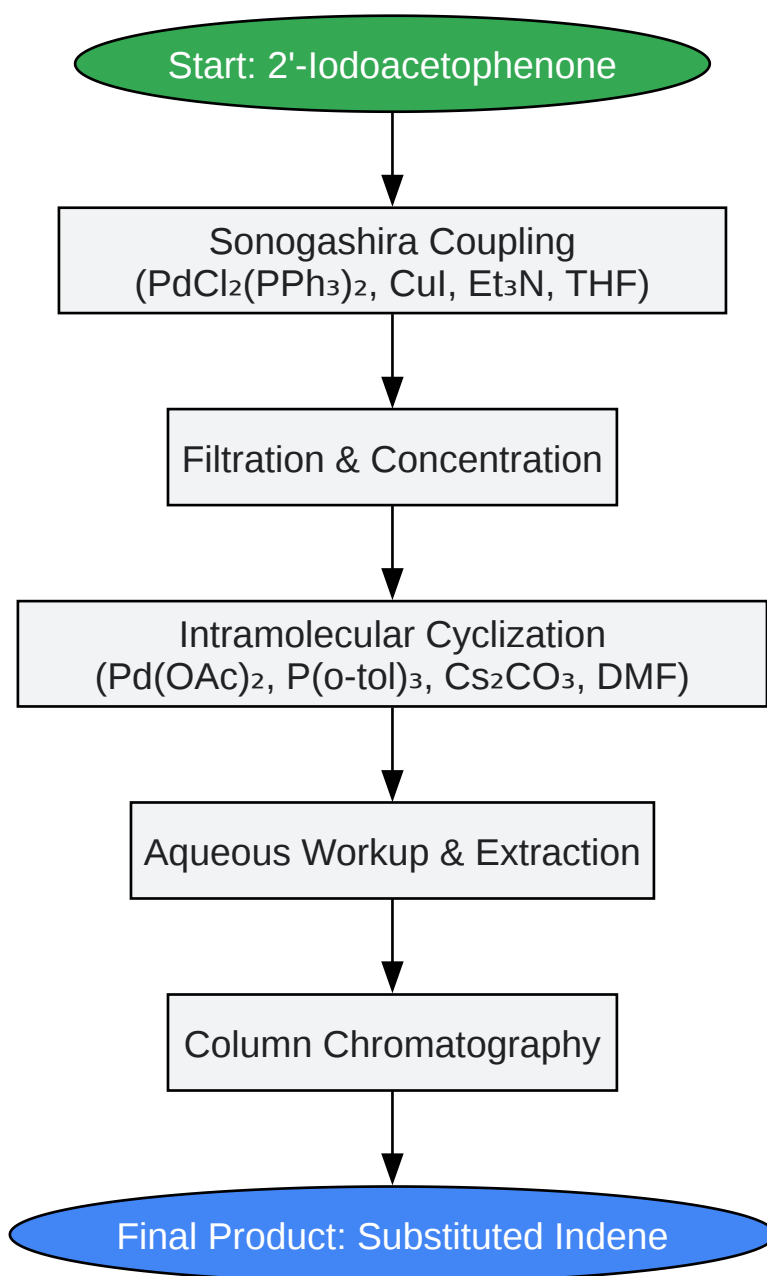 Start: 2'-Iodoacetophenone
Sonogashira Coupling
(PdCl₂(PPh₃)₂, CuI, Et₃N, THF)
Filtration & Concentration
Intramolecular Cyclization
(Pd(OAc)₂, P(o-tol)₃, Cs₂CO₃, DMF)
Aqueous Workup & Extraction
Column Chromatography
Final Product: Substituted Indene